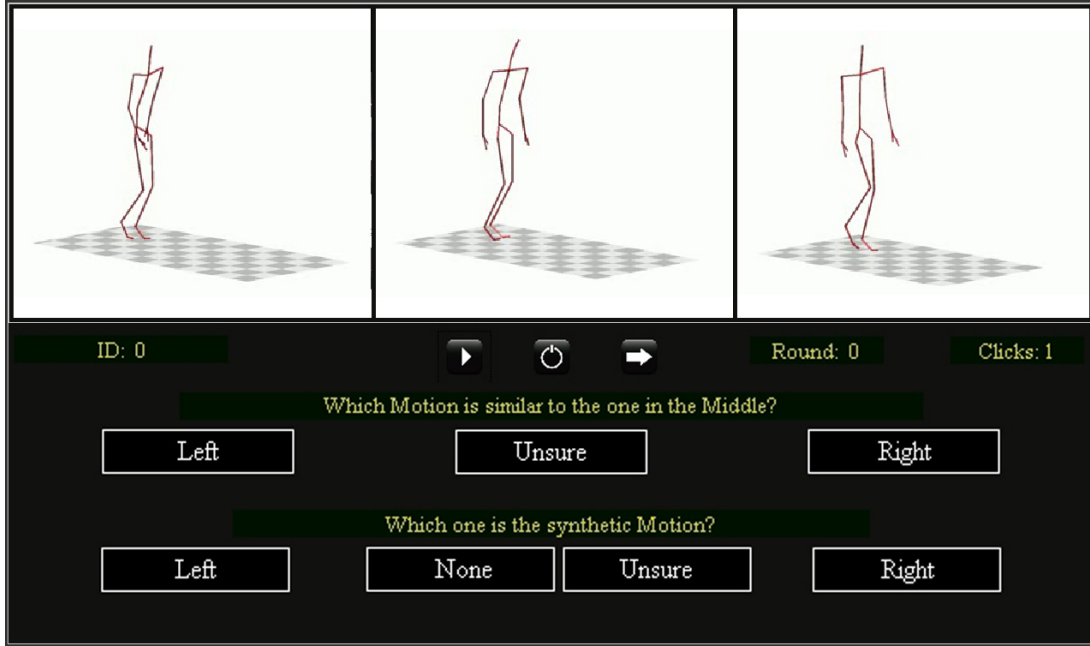 ID: 0
Round: 0
Clicks: 1
Which Motion is similar to the one in the Middle?
Left
Unsure
Right
Which one is the synthetic Motion?
Left
None
Unsure
Right